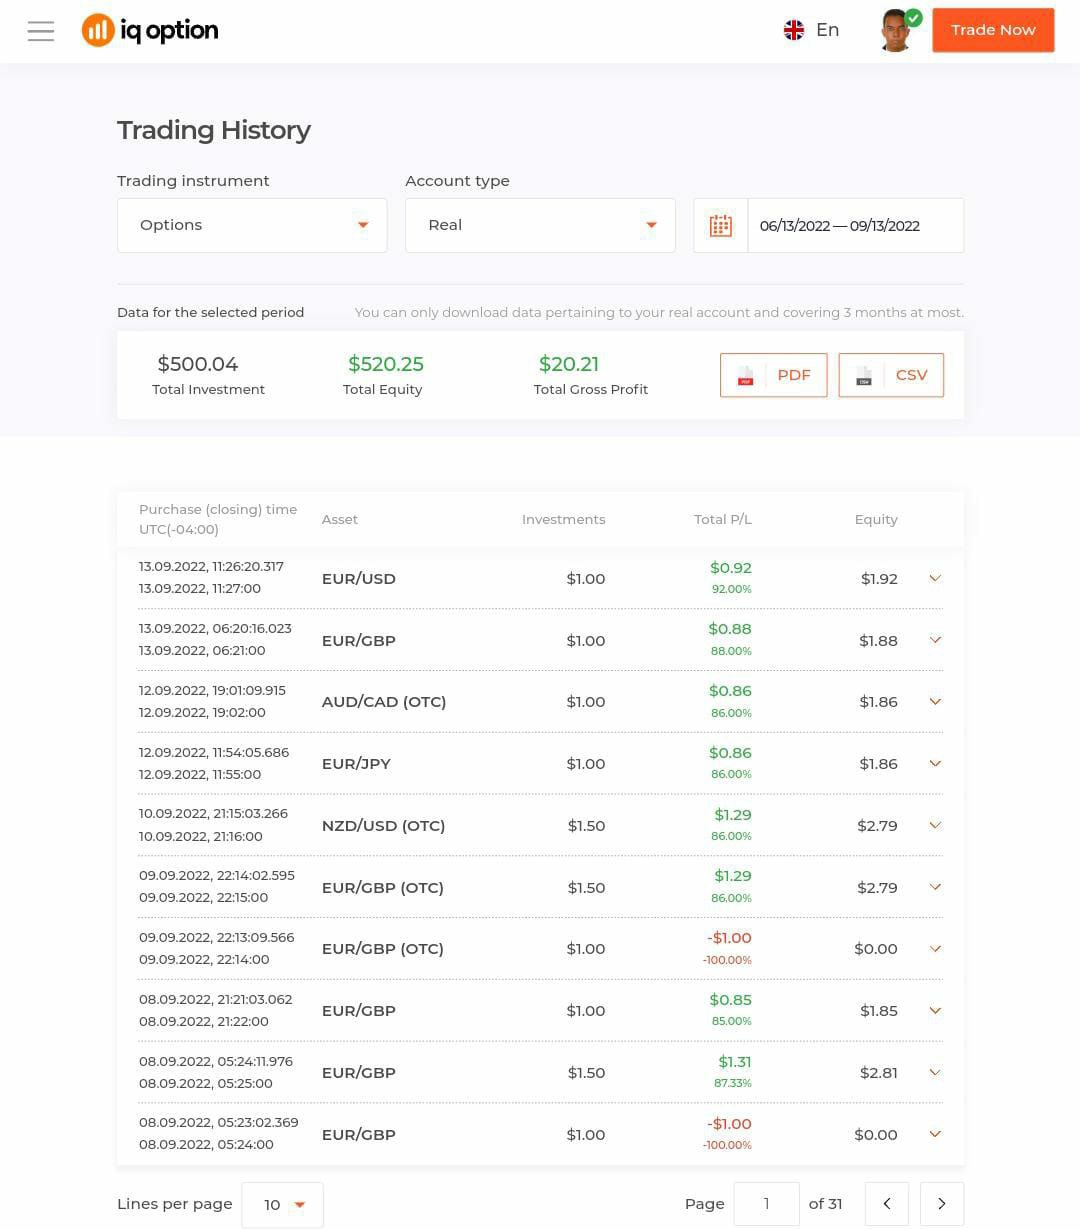 iq option
En
Trade Now
Trading History
Trading instrument
Account type
Options
Real
06/13/2022 — 09/13/2022
Data for the selected period
You can only download data pertaining to your real account and covering 3 months at most.
$500.04
$520.25
$20.21
PDF
CSV
Total Investment
Total Equity
Total Gross Profit
Purchase (closing) time
UTC(-04:00)
Asset
Investments
Total P/L
Equity
13.09.2022, 11:26:20.317
13.09.2022, 11:27:00
EUR/USD
$1.00
$0.92
92.00%
$1.92
13.09.2022, 06:20:16.023
13.09.2022, 06:21:00
EUR/GBP
$1.00
$0.88
88.00%
$1.88
12.09.2022, 19:01:09.915
12.09.2022, 19:02:00
AUD/CAD (OTC)
$1.00
$0.86
86.00%
$1.86
12.09.2022, 11:54:05.686
12.09.2022, 11:55:00
EUR/JPY
$1.00
$0.86
86.00%
$1.86
10.09.2022, 21:15:03.266
10.09.2022, 21:16:00
NZD/USD (OTC)
$1.50
$1.29
86.00%
$2.79
09.09.2022, 22:14:02.595
09.09.2022, 22:15:00
EUR/GBP (OTC)
$1.50
$1.29
86.00%
$2.79
09.09.2022, 22:13:09.566
09.09.2022, 22:14:00
EUR/GBP (OTC)
$1.00
-$1.00
-100.00%
$0.00
08.09.2022, 21:21:03.062
08.09.2022, 21:22:00
EUR/GBP
$1.00
$0.85
85.00%
$1.85
08.09.2022, 05:24:11.976
08.09.2022, 05:25:00
EUR/GBP
$1.50
$1.31
87.33%
$2.81
08.09.2022, 05:23:02.369
08.09.2022, 05:24:00
EUR/GBP
$1.00
-$1.00
-100.00%
$0.00
Lines per page
10
Page
1
of 31